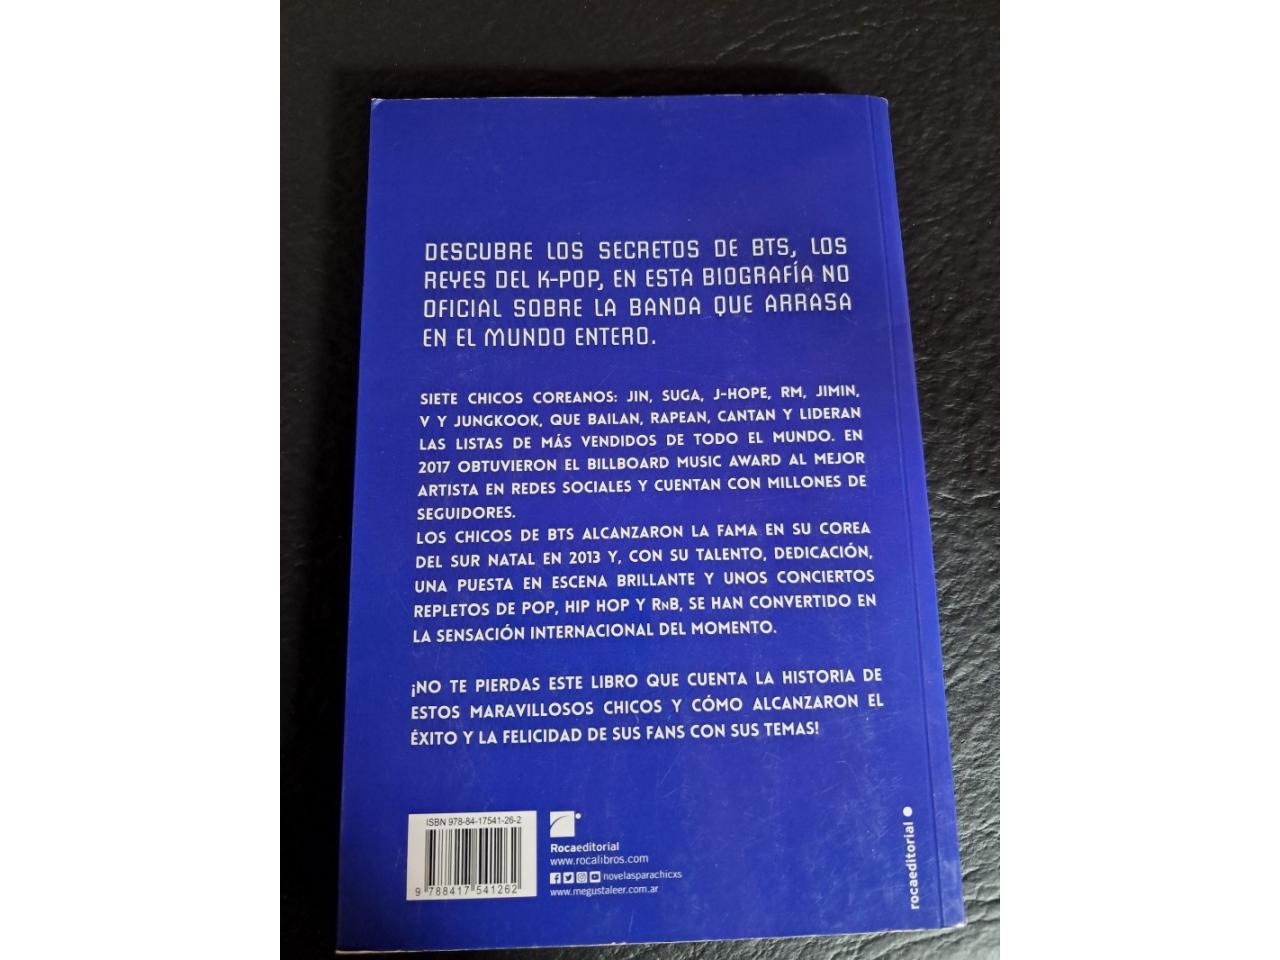 DESCUBRE LOS SECRETOS DE BTS, LOS
REYES DEL K-POP, EN ESTA BIOGRAFÍA NO
OFICIAL SOBRE LA BANDA QUE ARRASA
EN EL MUNDO ENTERO.
SIETE CHICOS COREANOS: JIN, SUGA, J-HOPE, RM, JIMIN,
V Y JUNGKOOK, QUE BAILAN, RAPEAN, CANTAN Y LIDERAN
LAS LISTAS DE MÁS VENDIDOS DE TODO EL MUNDO. EN
2017 OBTUVIERON EL BILLBOARD MUSIC AWARD AL MEJOR
ARTISTA EN REDES SOCIALES Y CUENTAN CON MILLONES DE
SEGUIDORES.
LOS CHICOS DE BTS ALCANZARON LA FAMA EN SU COREA
DEL SUR NATAL EN 2013 Y, CON SU TALENTO, DEDICACIÓN,
UNA PUESTA EN ESCENA BRILLANTE Y UNOS CONCIERTOS
REPLETOS DE POP, HIP HOP Y RNB, SE HAN CONVERTIDO EN
LA SENSACIÓN INTERNACIONAL DEL MOMENTO.
¡NO TE PIERDAS ESTE LIBRO QUE CUENTA LA HISTORIA DE
ESTOS MARAVILLOSOS CHICOS Y CÓMO ALCANZARON EL
ÉXITO Y LA FELICIDAD DE SUS FANS CON SUS TEMAS!
ISBN 978-84-17541-26-2
9 788417 541262
Rocaeditorial
www.rocalibros.com
novelasparachicxs
www.megustaleer.com.ar
rocaeditorial